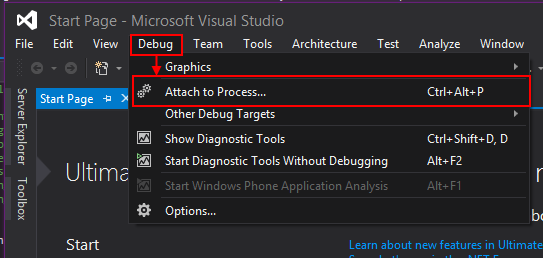 Start Page - Microsoft Visual Studio
File Edit View Debug Team Tools Architecture Test Analyze Window
Graphics
Start Page
Attach to Process... Ctrl+Alt+P
Other Debug Targets
Show Diagnostic Tools Ctrl+Shift+D, D
Start Diagnostic Tools Without Debugging Alt+F2
Start Windows Phone Application Analysis Alt+F1
Options...
Server Explorer
Toolbox
Ultima
Start
Learn about new features in Ultimate